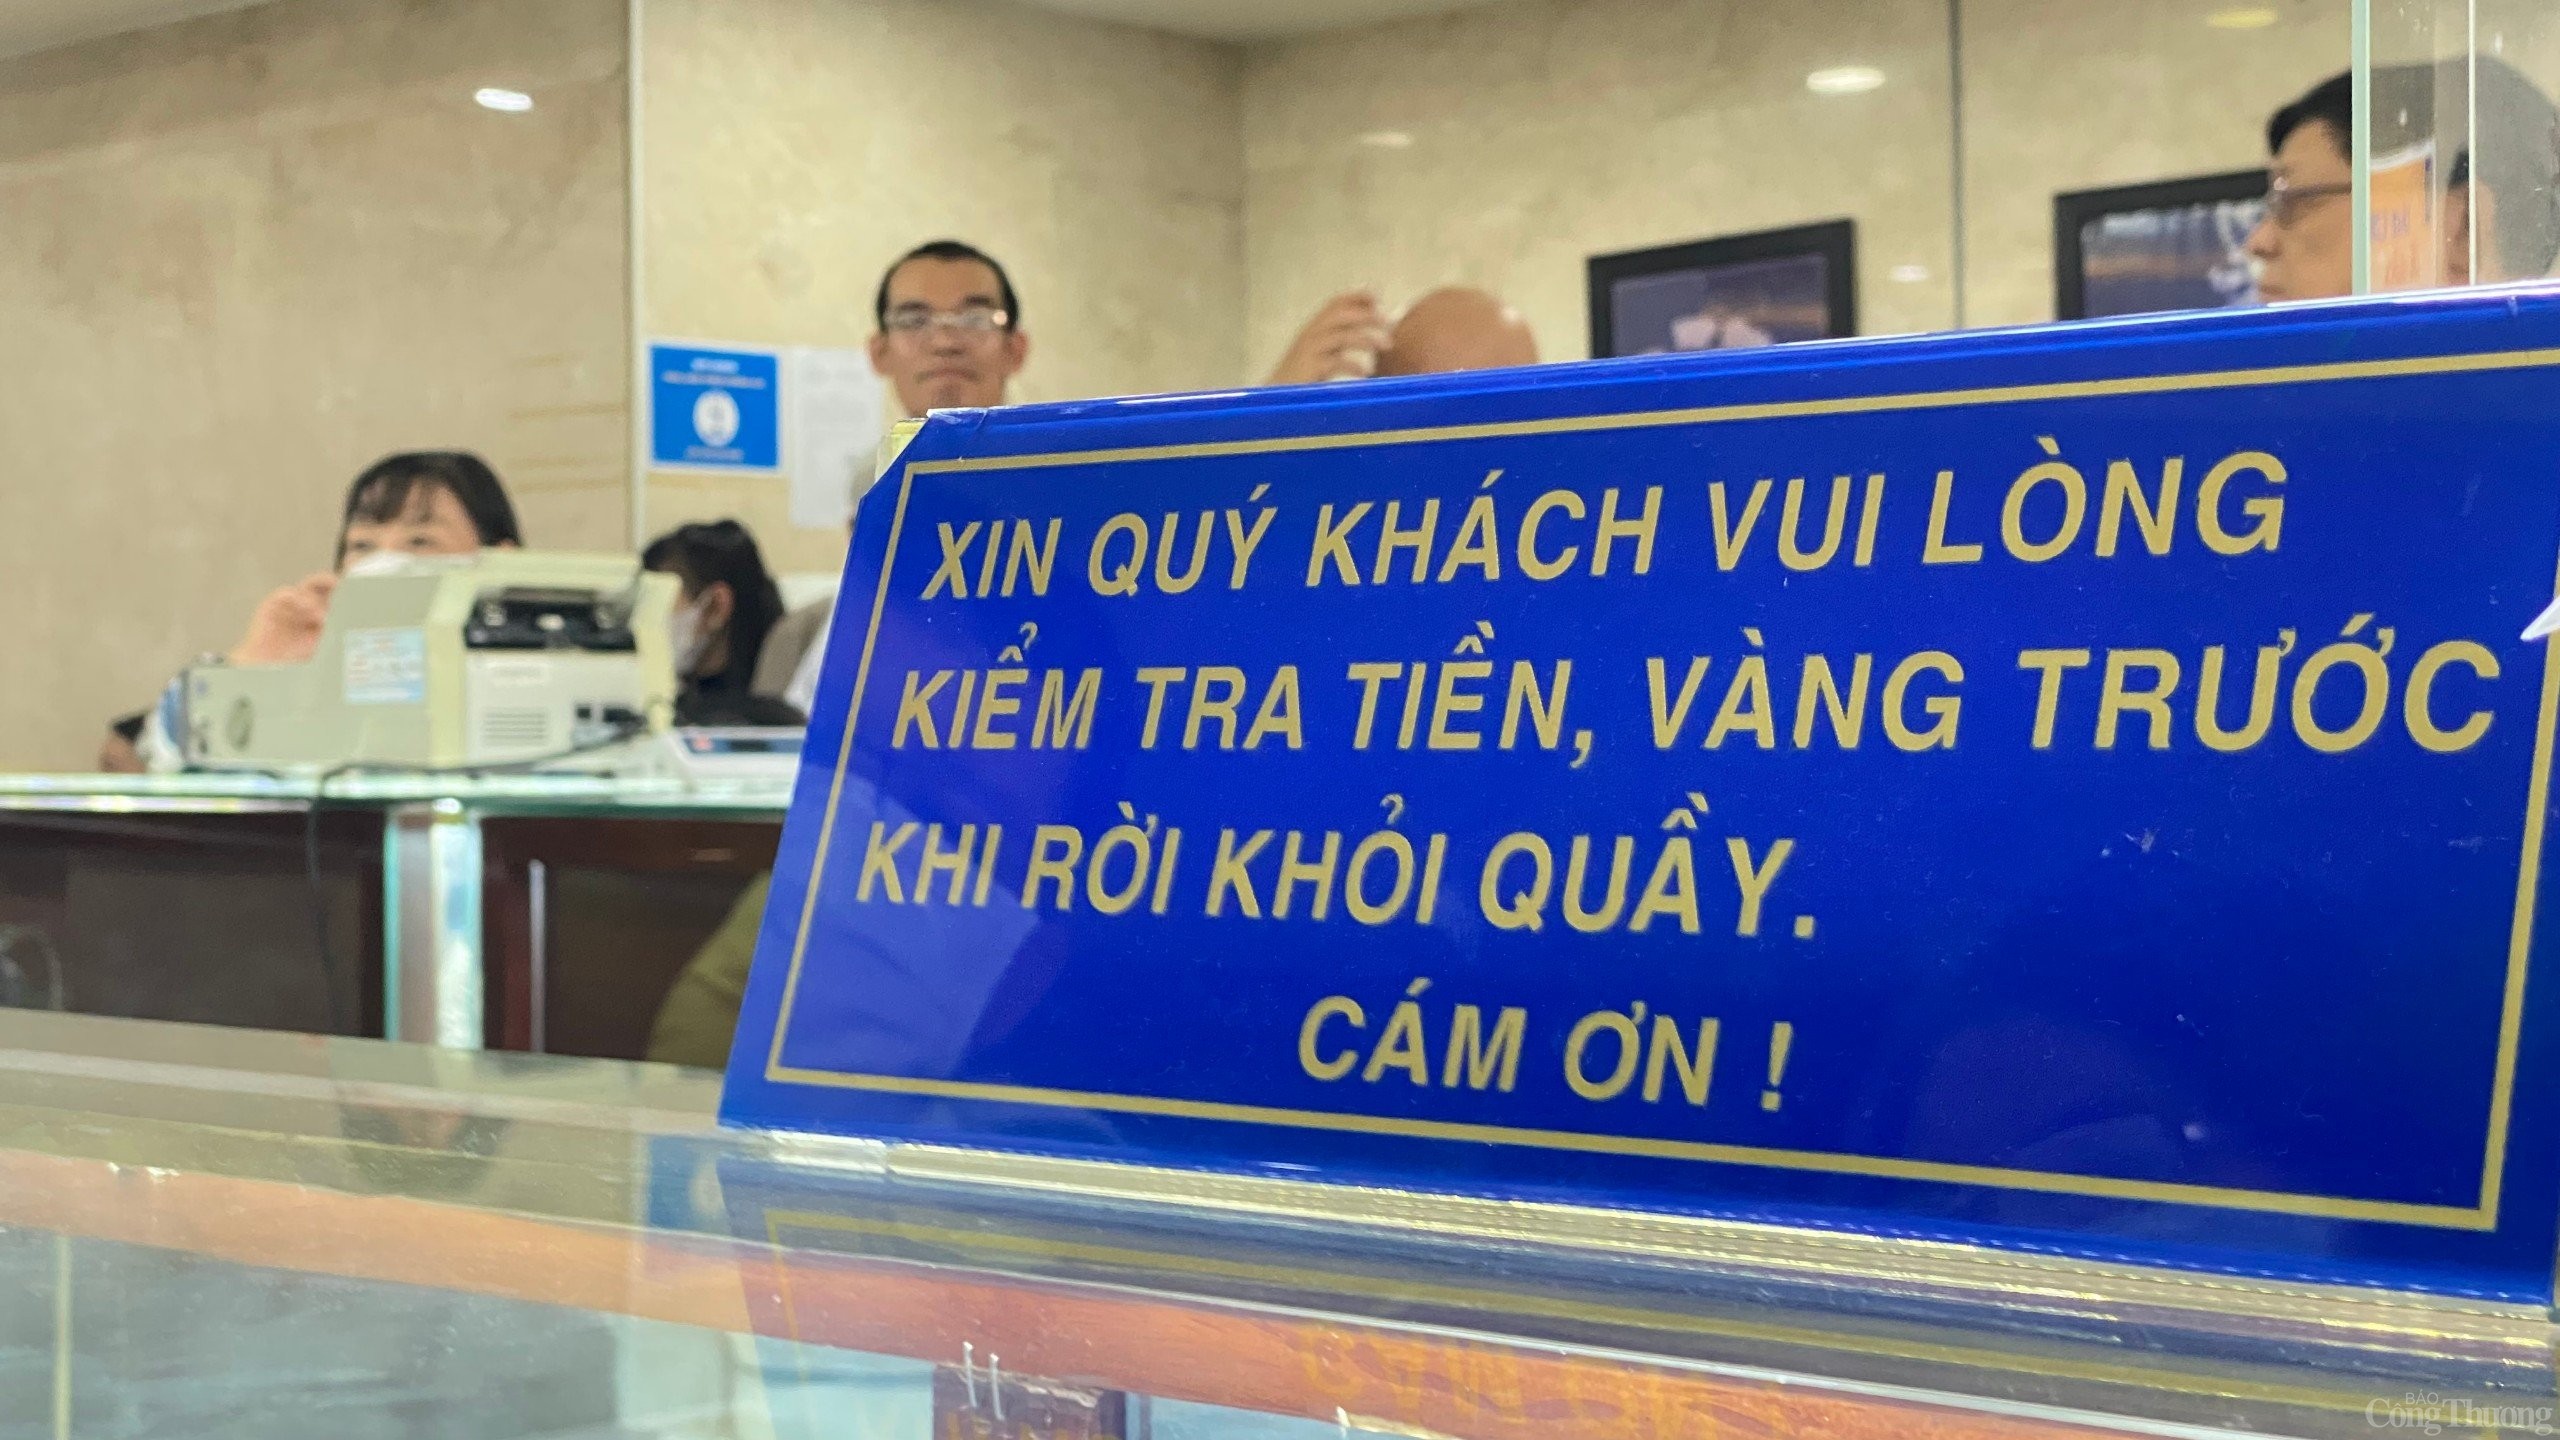 XIN QUÝ KHÁCH VUI LÒNG
KIỂM TRA TIỀN, VÀNG TRƯỚC
KHI RỜI KHỎI QUẦY.
CÁM ƠN !
BÁO
Công Thương